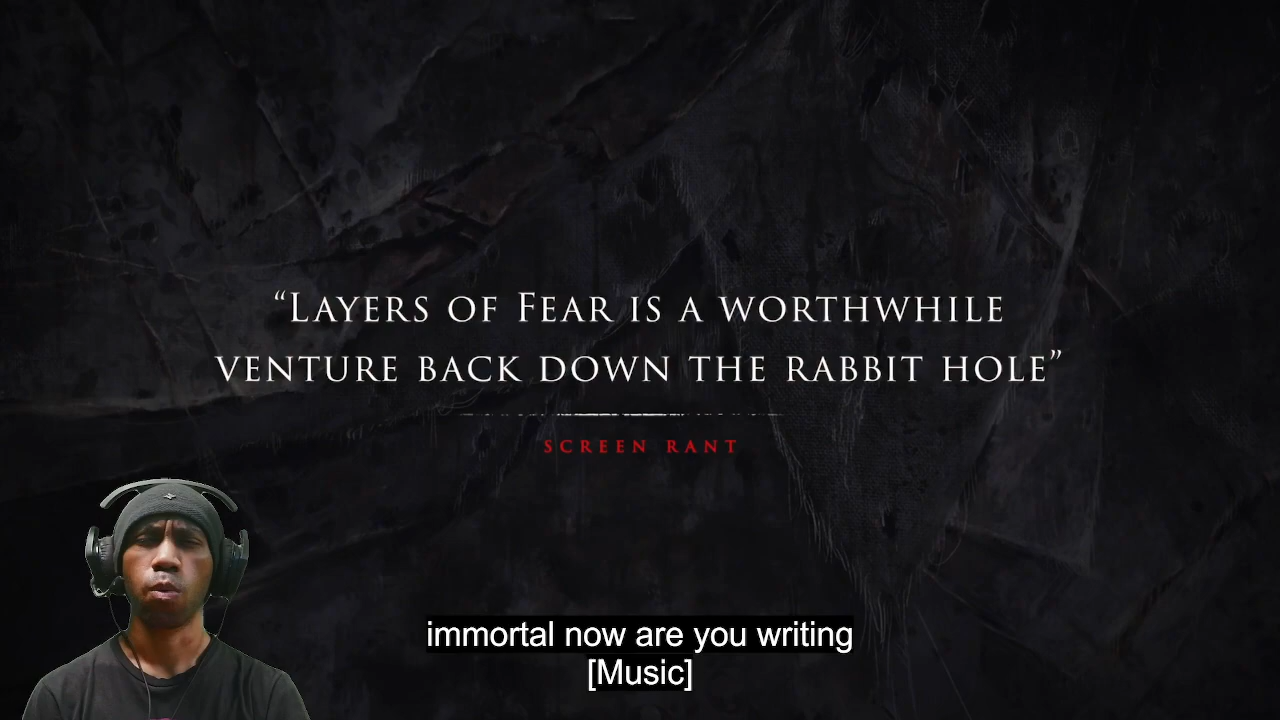 “LAYERS OF FEAR IS A WORTHWHILE
VENTURE BACK DOWN THE RABBIT HOLE”
SCREEN RANT
immortal now are you writing
[Music]